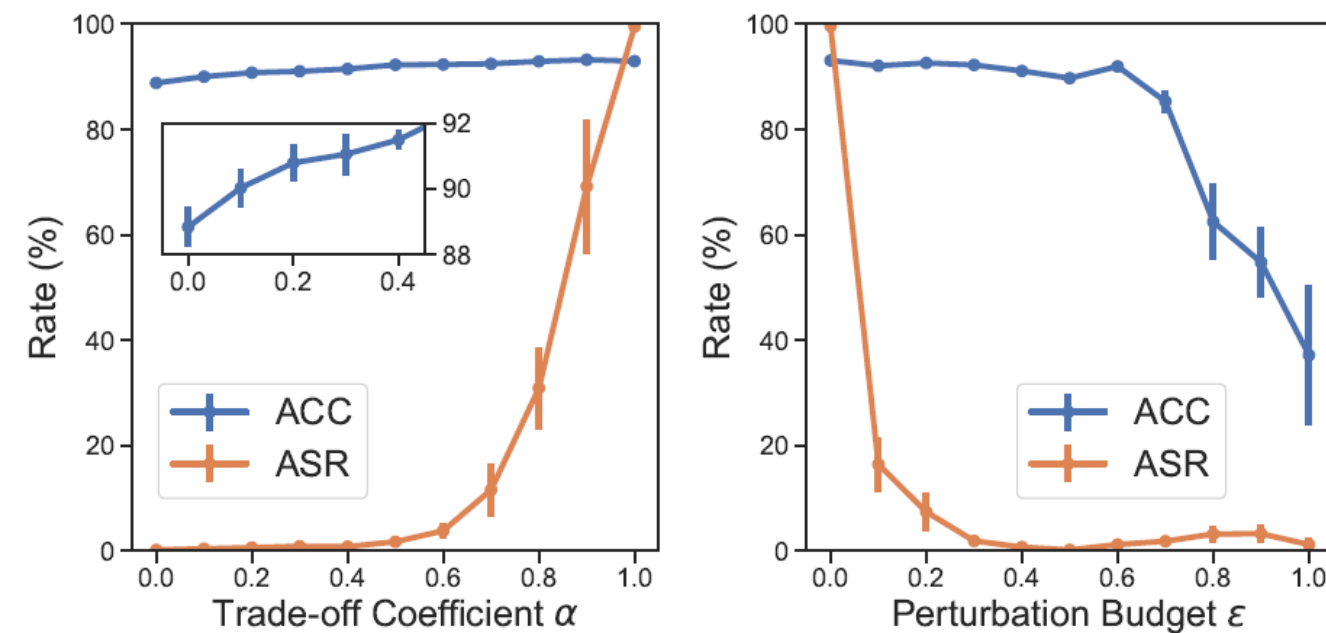 100
80
60
40
20
0
Rate (%)
92
90
88
0.0 0.2 0.4
ACC
ASR
0.0 0.2 0.4 0.6 0.8 1.0
Trade-off Coefficient α
100
80
60
40
20
0
Rate (%)
ACC
ASR
0.0 0.2 0.4 0.6 0.8 1.0
Perturbation Budget ε